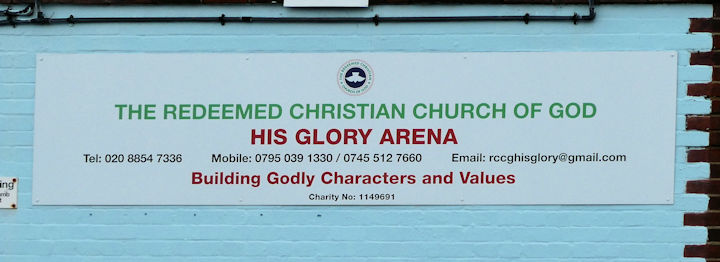 THE REDEEMED CHRISTIAN CHURCH OF GOD
HIS GLORY ARENA
Tel: 020 8854 7336 Mobile: 0795 039 1330 / 0745 512 7660 Email: rccghisglory@gmail.com
Building Godly Characters and Values
Charity No: 1149691